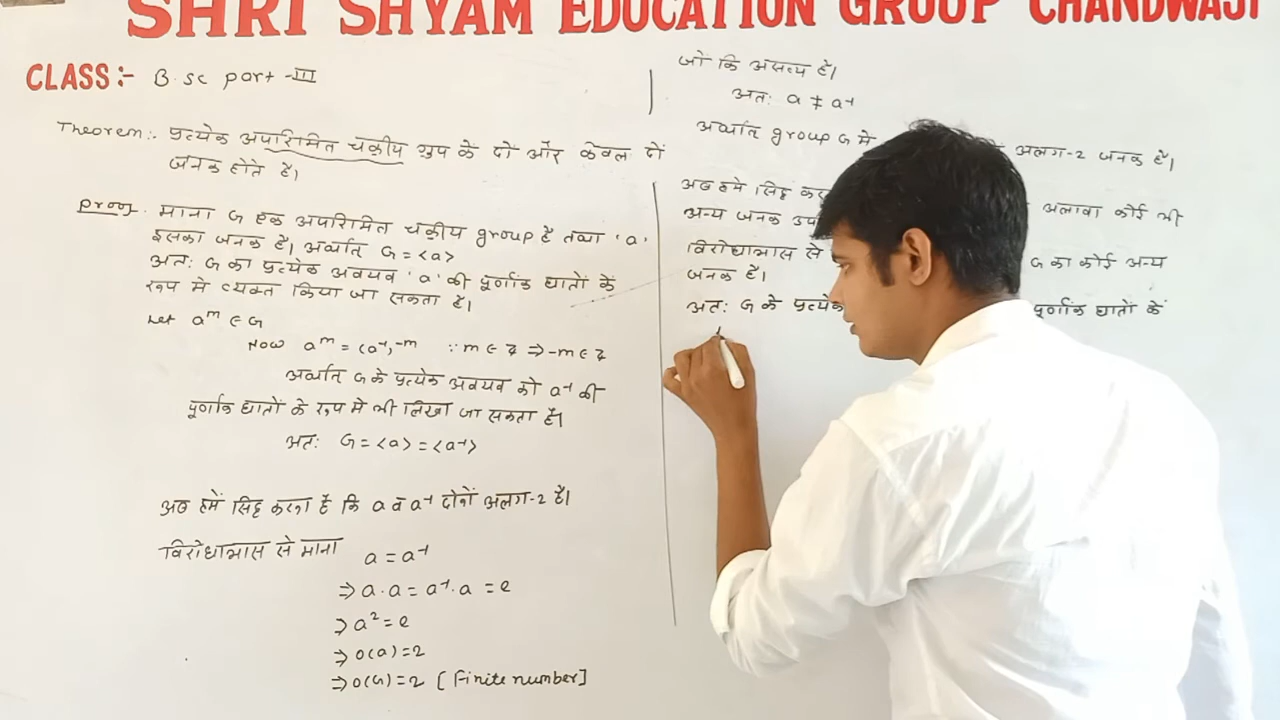 SHRI SHYAM EDUCATION GROUP CHANDWAJI
CLASS:- B.sc part -III
Theorem:- प्रत्येक अपरिमित चक्रीय ग्रुप के दो और केवल दो
जनक होते है।
proof. माना G एक अपरिमित चक्रीय group है तथा 'a'
इसका जनक है। अर्थात् G = <a>
अतः G का प्रत्येक अवयव 'a' की पूर्णांक घातों के
रूप मे व्यक्त किया जा सकता है।
Let a^m ∈ G
Now a^m = (a⁻¹)^-m ∵ m ∈ Z ⇒ -m ∈ Z
अर्थात् G के प्रत्येक अवयव को a⁻¹ की
पूर्णांक घातों के रूप मे भी लिखा जा सकता है।
अतः G = <a> = <a⁻¹>
अब हमें सिद्ध करना है कि a व a⁻¹ दोनों अलग-2 है।
विरोधाभास से माना a = a⁻¹
⇒ a·a = a⁻¹·a = e
⇒ a² = e
⇒ o(a) = 2
⇒ o(G) = 2 [finite number]
जो कि असत्य है।
अतः a ≠ a⁻¹
अर्थात् group G मे अलग-2 जनक है।
अब हमे सिद्ध अलावा कोई भी
अन्य जनक
विरोधाभास से G का कोई अन्य
जनक है।
अतः G के प्रत्येक पूर्णांक घातों के